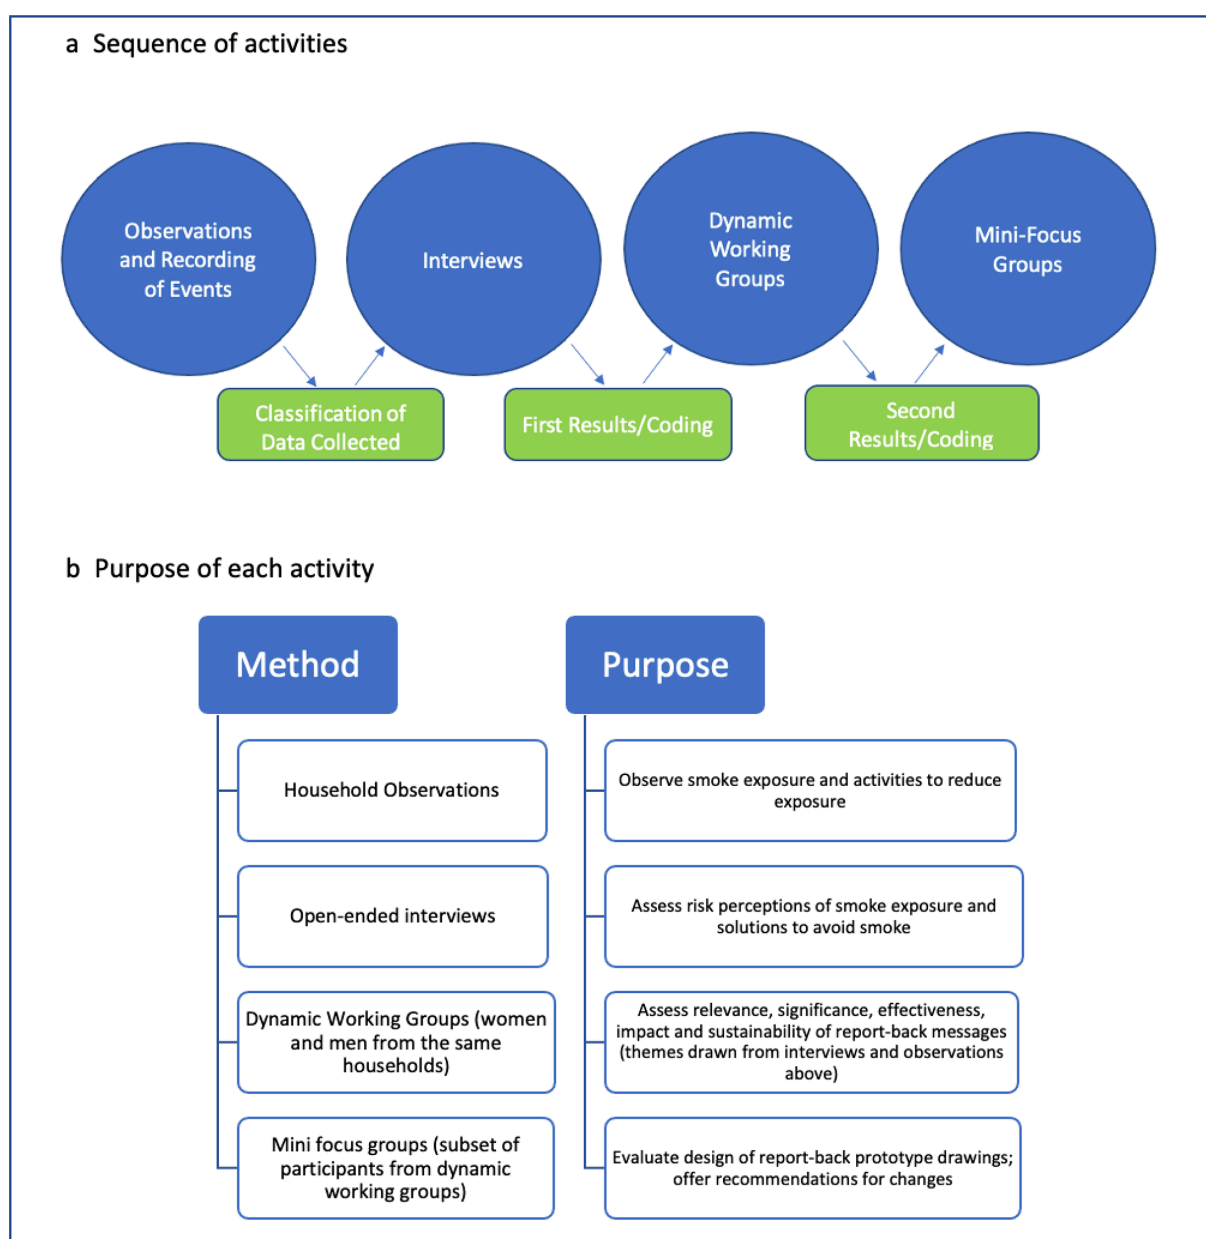 a Sequence of activities
Observations
and Recording
of Events
Interviews
Dynamic
Working
Groups
Mini-Focus
Groups
Classification of
Data Collected
First Results/Coding
Second
Results/Coding
b Purpose of each activity
Method
Purpose
Household Observations
Observe smoke exposure and activities to reduce
exposure
Open-ended interviews
Assess risk perceptions of smoke exposure and
solutions to avoid smoke
Dynamic Working Groups (women
and men from the same
households)
Assess relevance, significance, effectiveness,
impact and sustainability of report-back messages
(themes drawn from interviews and observations
above)
Mini focus groups (subset of
participants from dynamic
working groups)
Evaluate design of report-back prototype drawings;
offer recommendations for changes